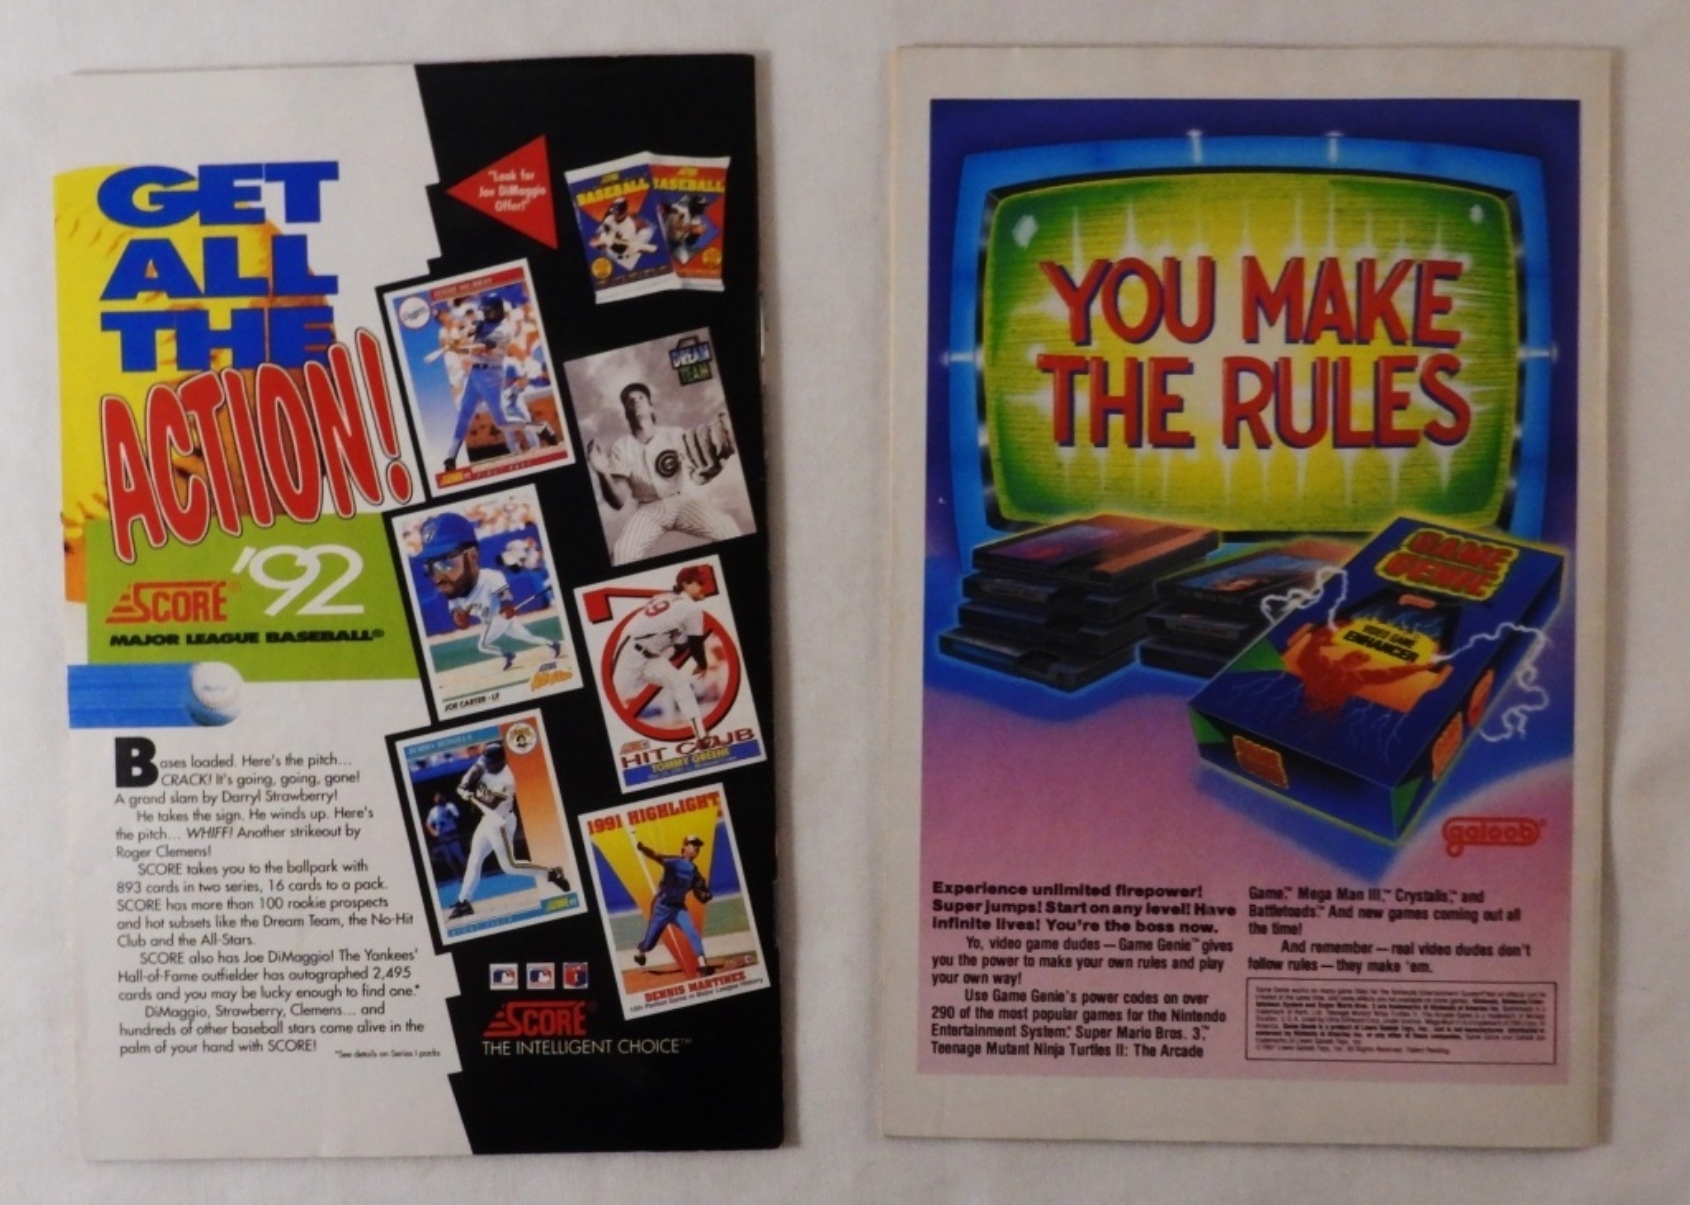 GET
ALL
THE
ACTION!
SCORE® '92
MAJOR LEAGUE BASEBALL®
Bases loaded. Here's the pitch...
CRACK! It's going, going, gone!
A grand slam by Darryl Strawberry!
He takes the sign. He winds up. Here's
the pitch... WHIFF! Another strikeout by
Roger Clemens!
SCORE takes you to the ballpark with
893 cards in two series, 16 cards to a pack.
SCORE has more than 100 rookie prospects
and hot subsets like the Dream Team, the No-Hit
Club and the All-Stars.
SCORE also has Joe DiMaggio! The Yankees'
Hall-of-Fame outfielder has autographed 2,495
cards and you may be lucky enough to find one.*
DiMaggio, Strawberry, Clemens... and
hundreds of other baseball stars come alive in the
palm of your hand with SCORE!
*See details on Series I packs
"Look for
Joe DiMaggio
Offer!"
BASEBALL
BASEBALL
EDDIE MURRAY
DREAM
TEAM
JOE CARTER - LF
HIT CLUB
TOMMY GREENE
BOBBY BONILLA
1991 HIGHLIGHT
DENNIS MARTINEZ
SCORE®
THE INTELLIGENT CHOICE™
YOU MAKE
THE RULES
GAME
GENIE
VIDEO GAME
ENHANCER
galoob®
Experience unlimited firepower!
Super jumps! Start on any level! Have
infinite lives! You're the boss now.
Yo, video game dudes — Game Genie™ gives
you the power to make your own rules and play
your own way!
Use Game Genie's power codes on over
290 of the most popular games for the Nintendo
Entertainment System.® Super Mario Bros. 3,™
Teenage Mutant Ninja Turtles II: The Arcade
Game,™ Mega Man III,™ Crystalis,™ and
Battletoads.™ And new games coming out all
the time!
And remember — real video dudes don't
follow rules — they make 'em.